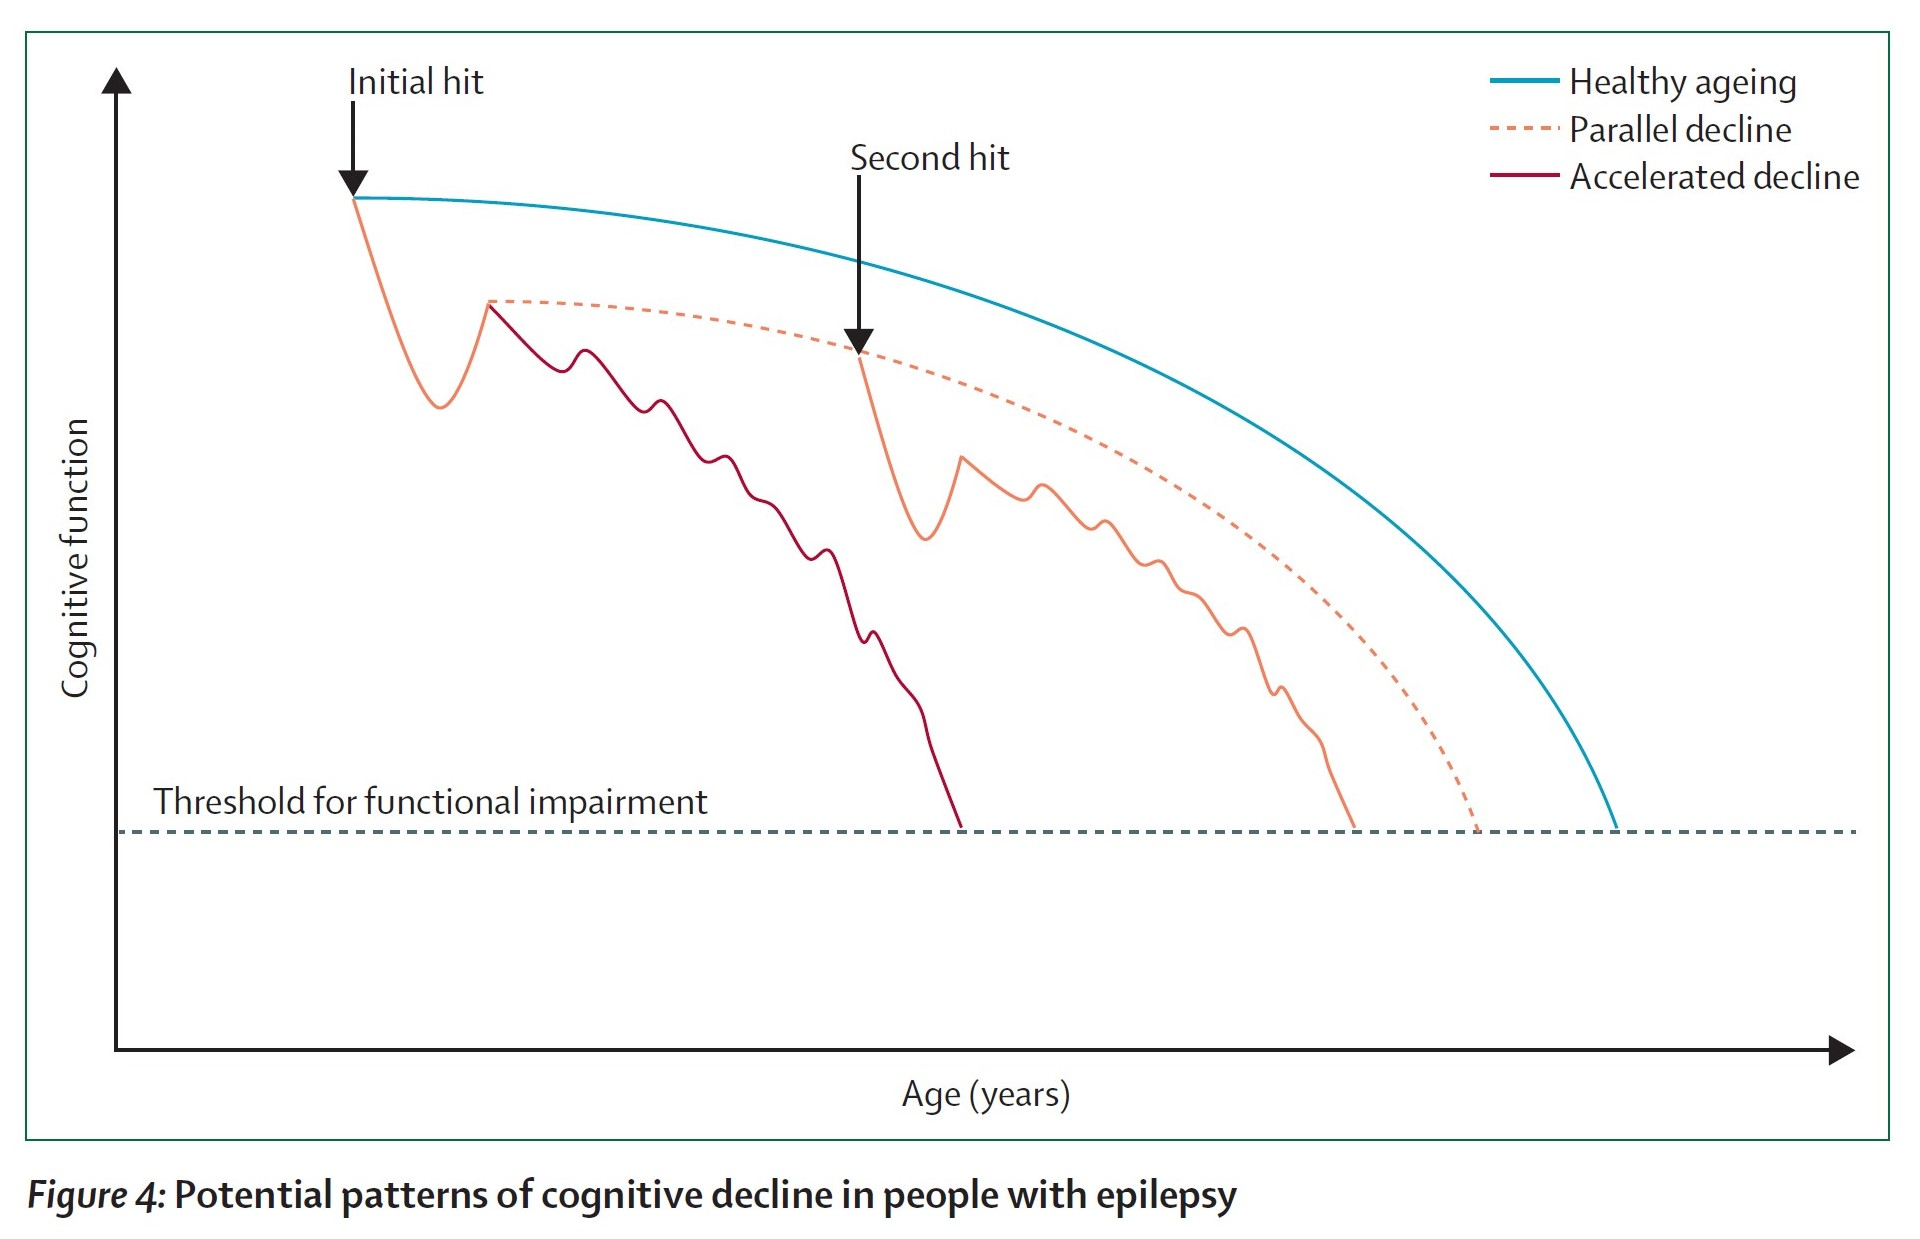 Initial hit
Second hit
Healthy ageing
Parallel decline
Accelerated decline
Cognitive function
Threshold for functional impairment
Age (years)
Figure 4: Potential patterns of cognitive decline in people with epilepsy